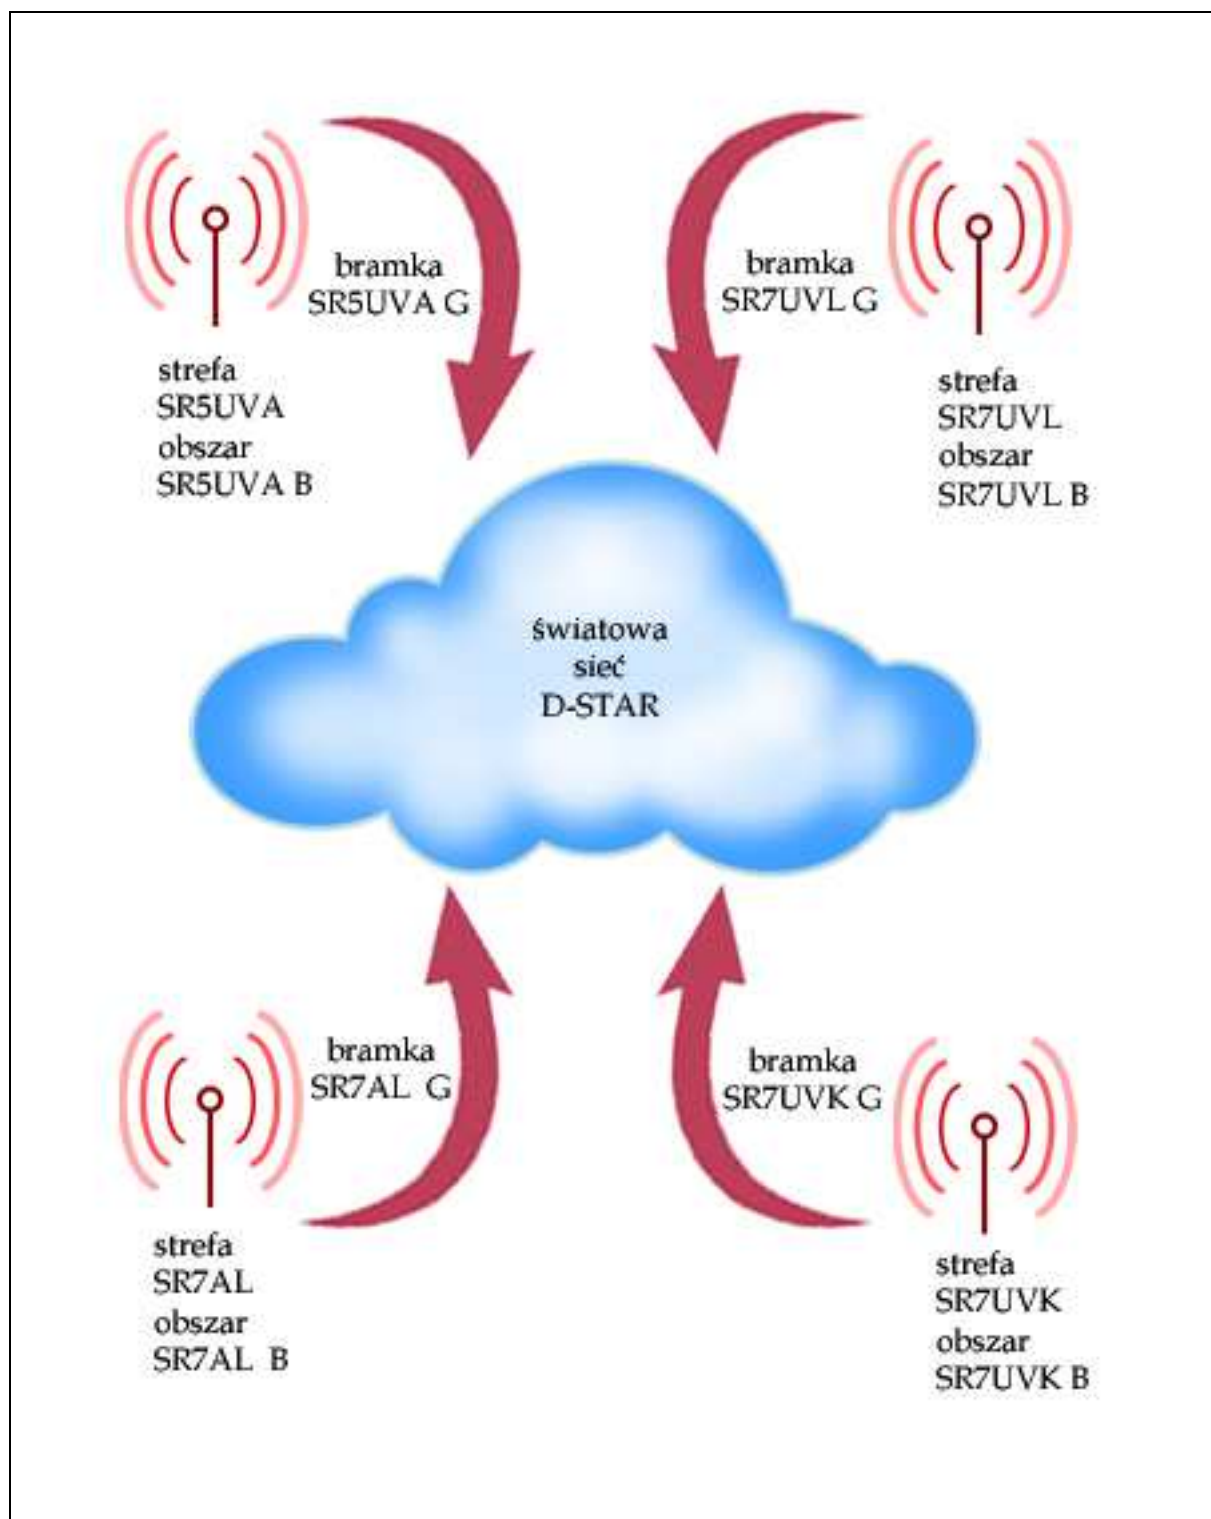 bramka
SR5UVA G
strefa
SR5UVA
obszar
SR5UVA B
bramka
SR7UVL G
strefa
SR7UVL
obszar
SR7UVL B
światowa
sieć
D-STAR
bramka
SR7AL G
strefa
SR7AL
obszar
SR7AL B
bramka
SR7UVK G
strefa
SR7UVK
obszar
SR7UVK B